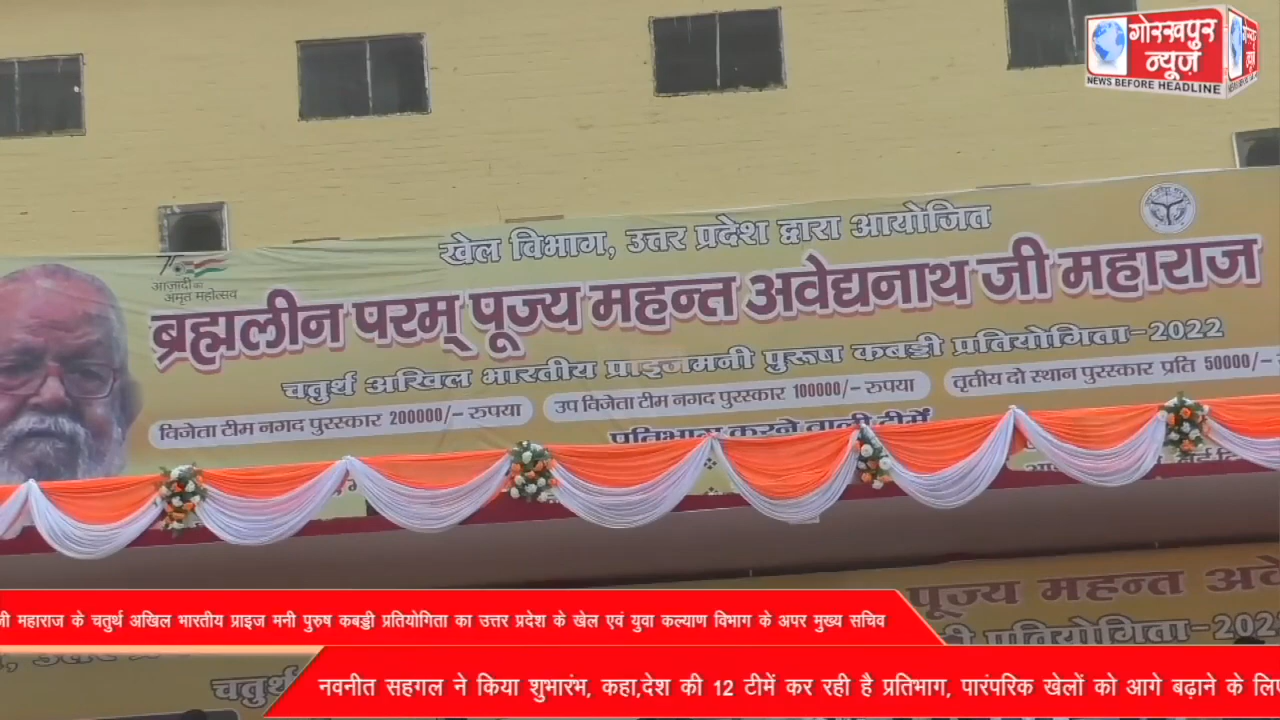 गोरखपुर
न्यूज़
NEWS BEFORE HEADLINE
खेल विभाग, उत्तर प्रदेश द्वारा आयोजित
आज़ादी का
अमृत महोत्सव
ब्रह्मलीन परम् पूज्य महन्त अवेद्यनाथ जी महाराज
चतुर्थ अखिल भारतीय प्राइजमनी पुरूष कबड्डी प्रतियोगिता-2022
विजेता टीम नगद पुरस्कार 200000/- रुपया
उप विजेता टीम नगद पुरस्कार 100000/- रुपया
तृतीय दो स्थान पुरस्कार प्रति 50000/-
प्रतिभाग करने वाली टीमें
पूज्य महन्त
प्रतियोगिता-202
जी महाराज के चतुर्थ अखिल भारतीय प्राइज मनी पुरुष कबड्डी प्रतियोगिता का उत्तर प्रदेश के खेल एवं युवा कल्याण विभाग के अपर मुख्य सचिव
चतुर्थ
नवनीत सहगल ने किया शुभारंभ, कहा,देश की 12 टीमें कर रही है प्रतिभाग, पारंपरिक खेलों को आगे बढ़ाने के लिए